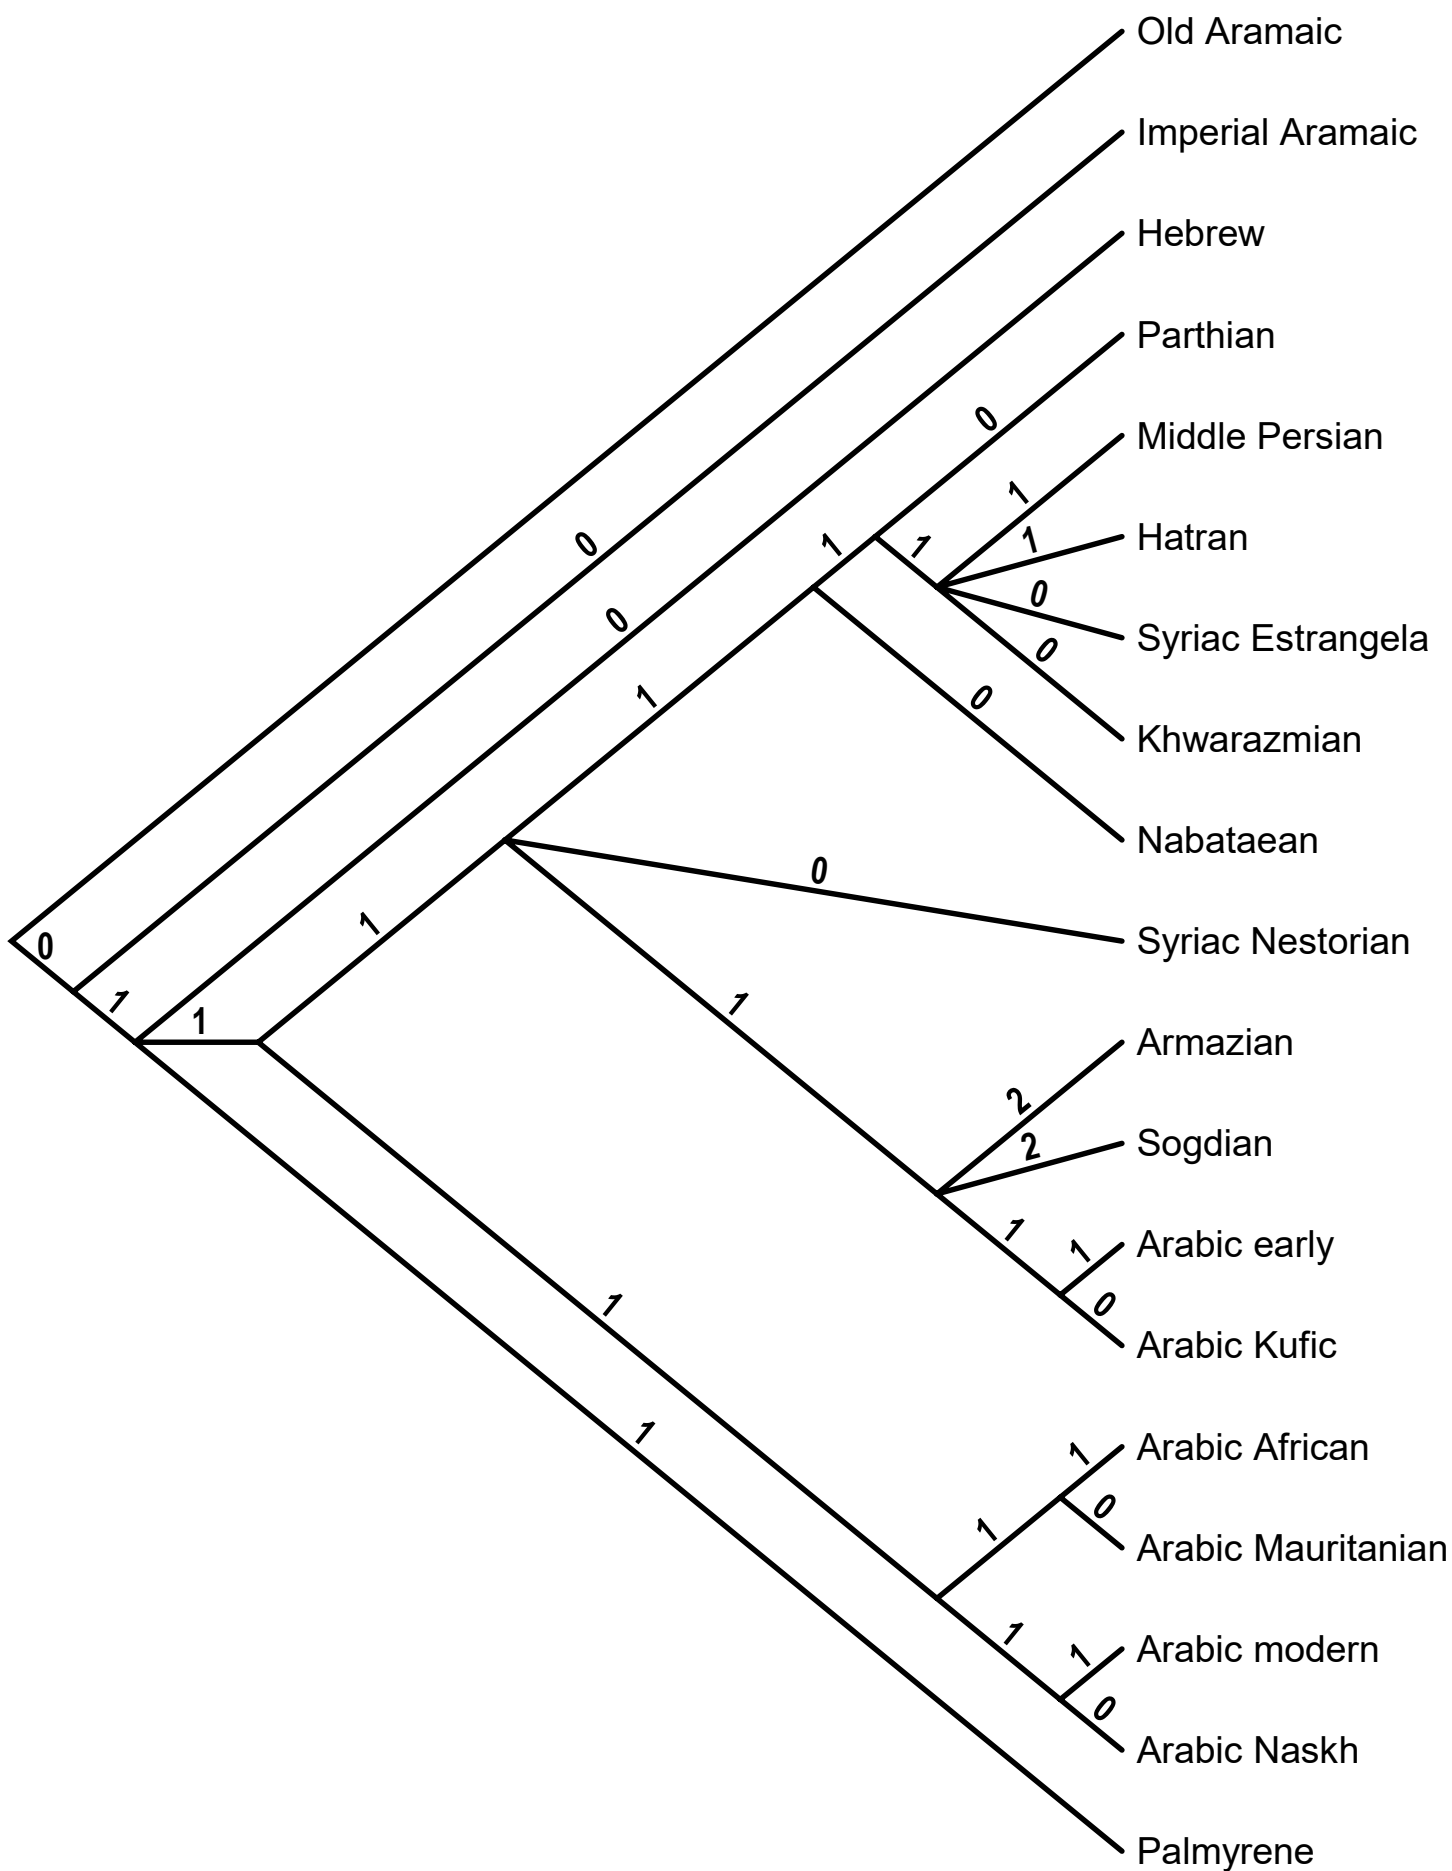 Old Aramaic
Imperial Aramaic
Hebrew
Parthian
0
Middle Persian
1
Hatran
1
0
1
1
Syriac Estrangela
0
0
0
1
0
Khwarazmian
Nabataean
0
Syriac Nestorian
1
0
1
1
1
Armazian
2
Sogdian
2
1
Arabic early
1
0
1
Arabic Kufic
1
Arabic African
1
0
1
Arabic Mauritanian
1
Arabic modern
1
0
Arabic Naskh
Palmyrene